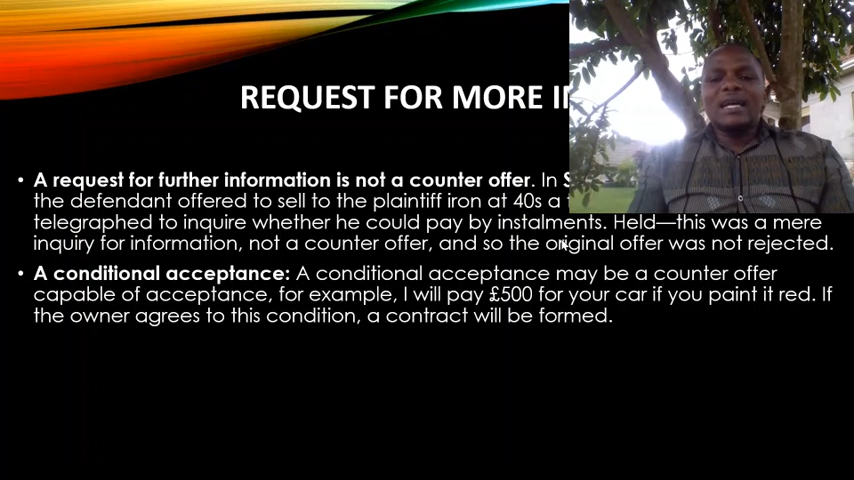 REQUEST FOR MORE
• A request for further information is not a counter offer. In
the defendant offered to sell to the plaintiff iron at 40s a
telegraphed to inquire whether he could pay by instalments. Held—this was a mere
inquiry for information, not a counter offer, and so the original offer was not rejected.
• A conditional acceptance: A conditional acceptance may be a counter offer
capable of acceptance, for example, I will pay £500 for your car if you paint it red. If
the owner agrees to this condition, a contract will be formed.